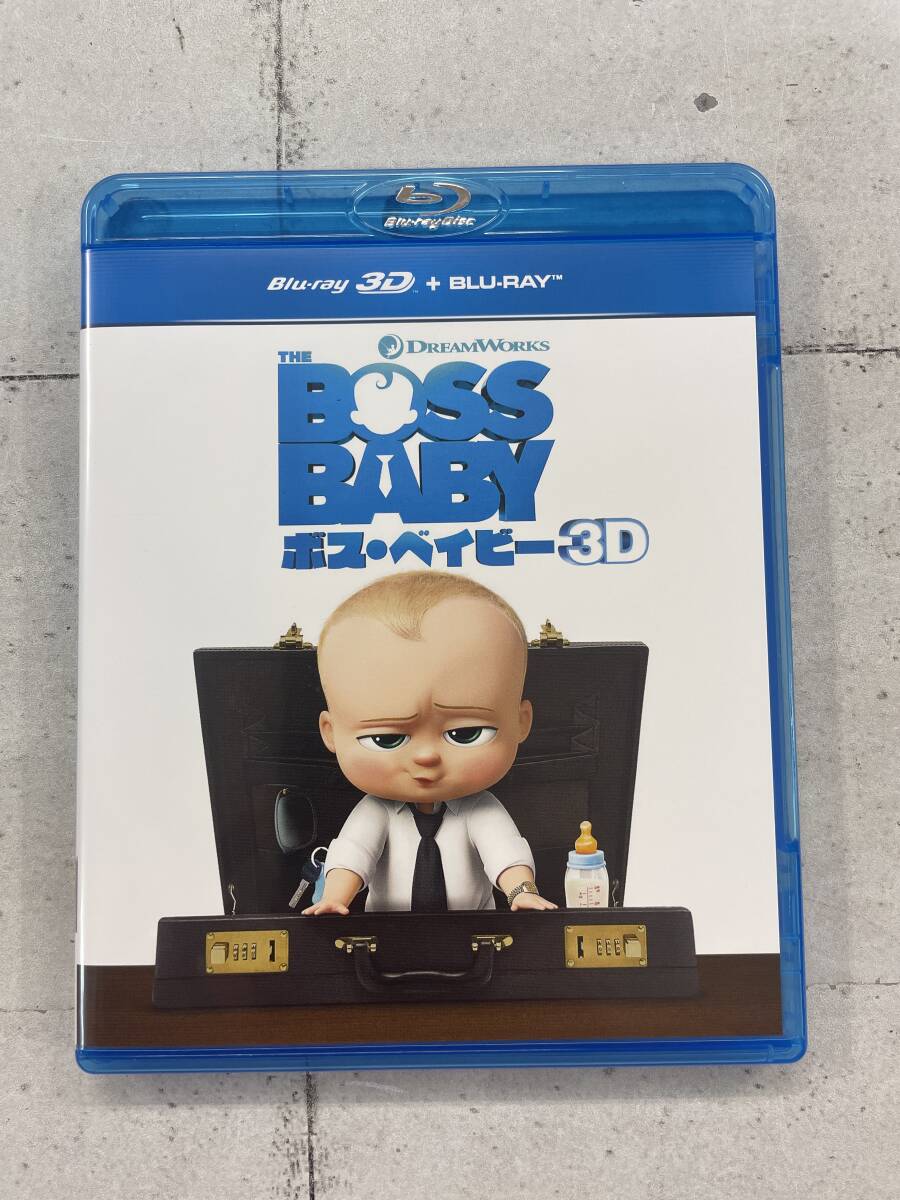 Blu-ray Disc
Blu-ray 3D™ + BLU-RAY™
DREAMWORKS
THE
BOSS
BABY
ボス・ベイビー3D